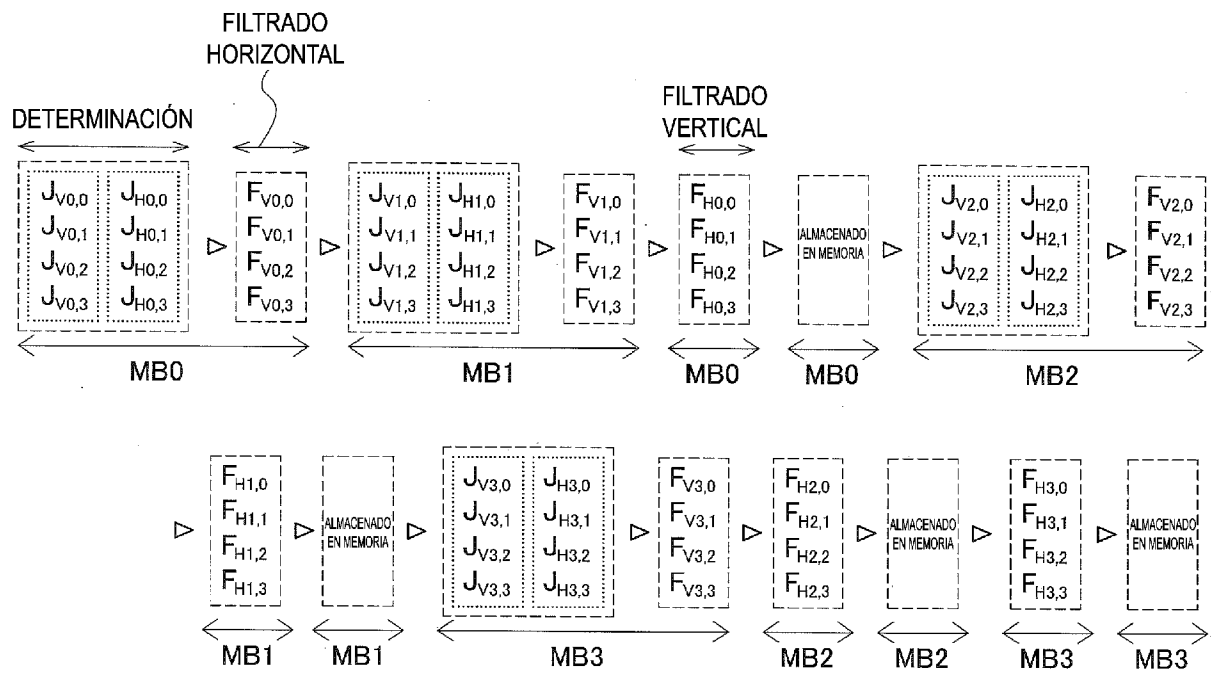 FILTRADO
HORIZONTAL
DETERMINACIÓN
FILTRADO
VERTICAL
JV0,0 JH0,0 FV0,0 JV1,0 JH1,0 FV1,0 FH0,0 JV2,0 JH2,0 FV2,0
JV0,1 JH0,1 FV0,1 JV1,1 JH1,1 FV1,1 FH0,1 ALMACENADO JV2,1 JH2,1 FV2,1
JV0,2 JH0,2 FV0,2 JV1,2 JH1,2 FV1,2 FH0,2 EN MEMORIA JV2,2 JH2,2 FV2,2
JV0,3 JH0,3 FV0,3 JV1,3 JH1,3 FV1,3 FH0,3 JV2,3 JH2,3 FV2,3
MB0 MB1 MB0 MB0 MB2
FH1,0 JV3,0 JH3,0 FV3,0 FH2,0 FH3,0
FH1,1 ALMACENADO JV3,1 JH3,1 FV3,1 FH2,1 ALMACENADO FH3,1 ALMACENADO
FH1,2 EN MEMORIA JV3,2 JH3,2 FV3,2 FH2,2 EN MEMORIA FH3,2 EN MEMORIA
FH1,3 JV3,3 JH3,3 FV3,3 FH2,3 FH3,3
MB1 MB1 MB3 MB2 MB2 MB3 MB3